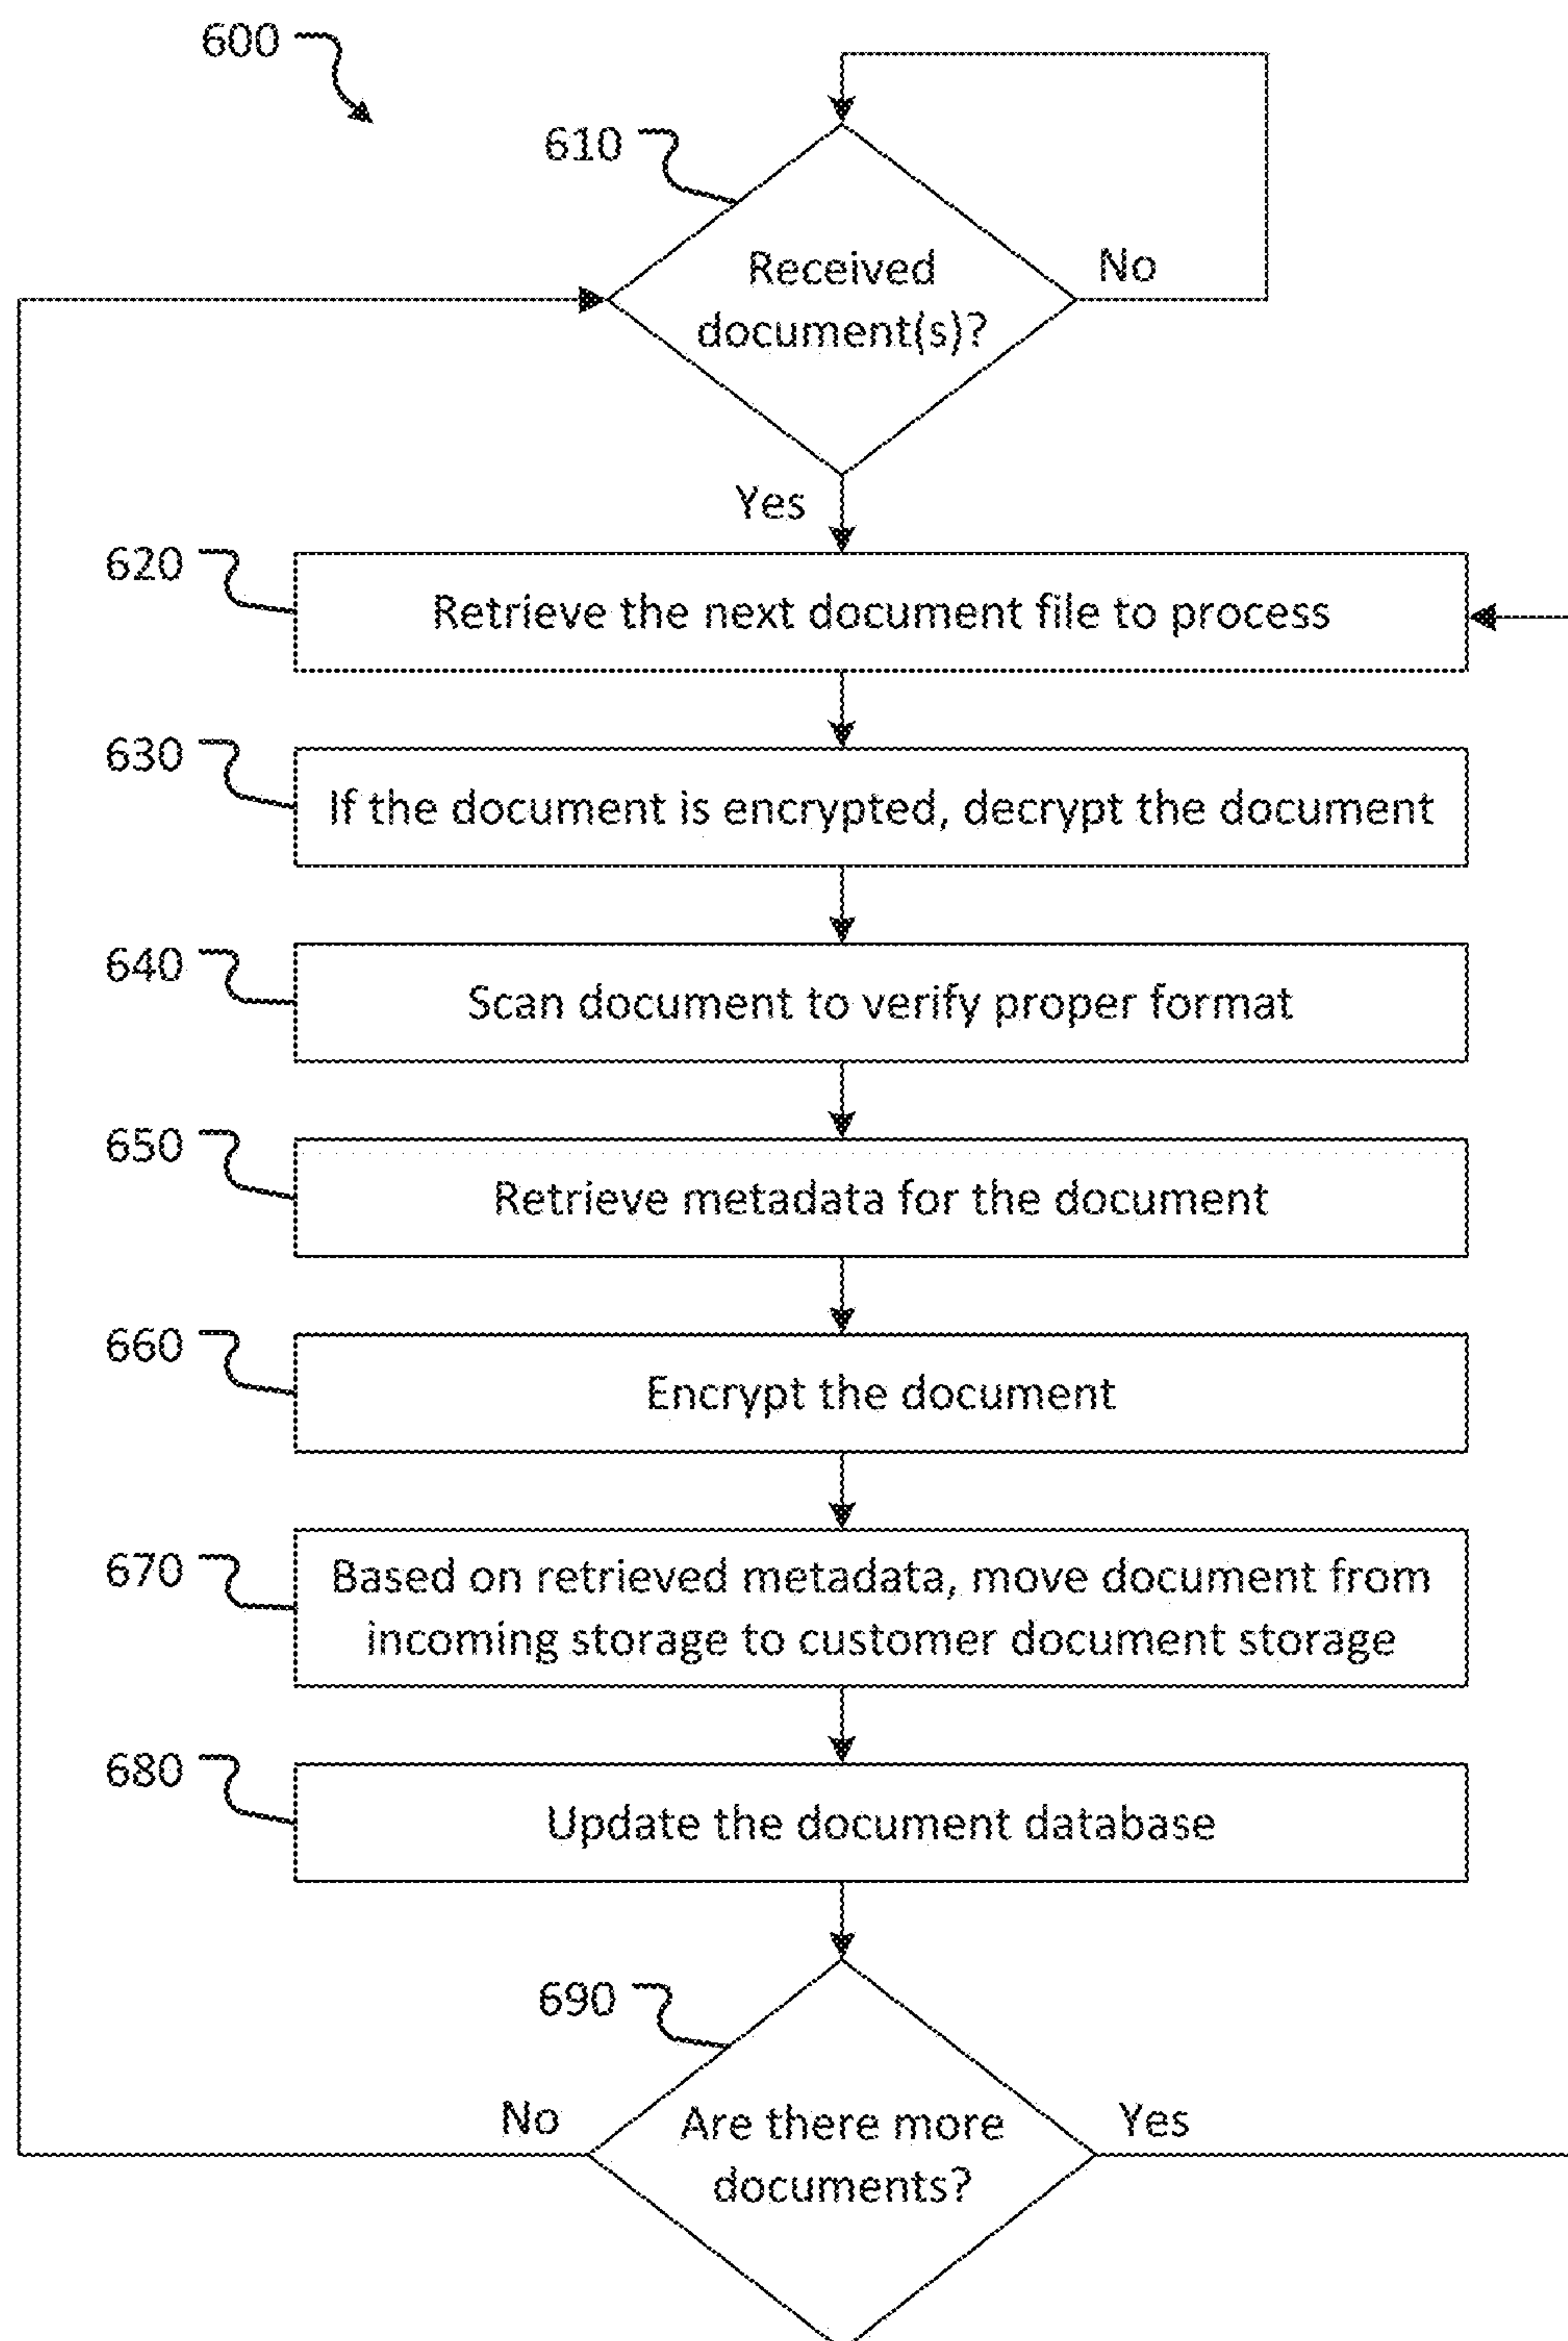 600
610
Received
document(s)?
No
Yes
620
Retrieve the next document file to process
630
If the document is encrypted, decrypt the document
640
Scan document to verify proper format
650
Retrieve metadata for the document
660
Encrypt the document
670
Based on retrieved metadata, move document from
incoming storage to customer document storage
680
Update the document database
690
No
Are there more
documents?
Yes